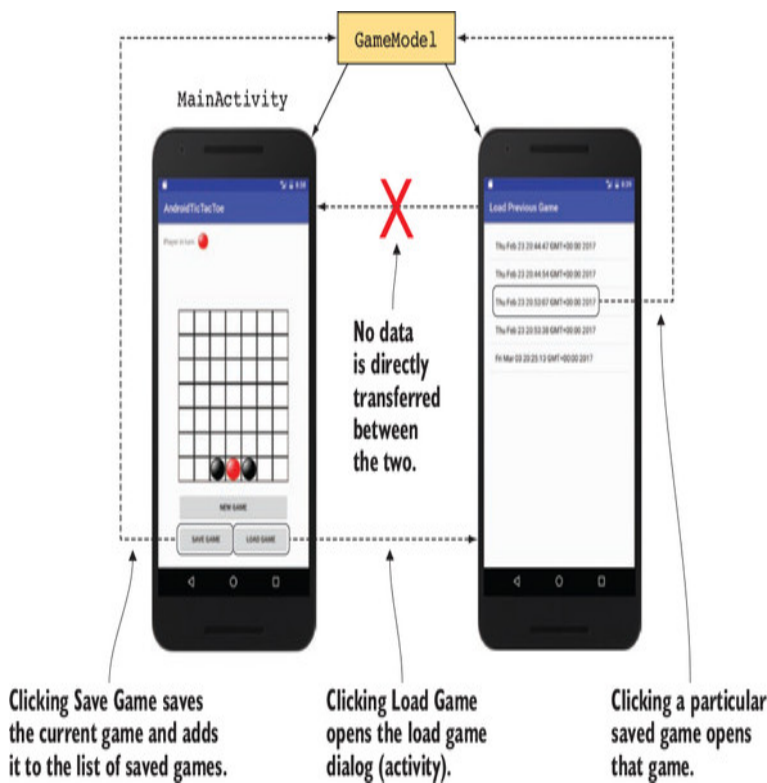 GameModel
MainActivity
8:39
AndroidTicTacToe
Player in turn:
8:39
Load Previous Game
Thu Feb 23 20:44:47 GMT+00:00 2017
Thu Feb 23 20:44:54 GMT+00:00 2017
Thu Feb 23 20:53:07 GMT+00:00 2017
Thu Feb 23 20:53:38 GMT+00:00 2017
Fri Mar 03 20:25:13 GMT+00:00 2017
No data
is directly
transferred
between
the two.
NEW GAME
SAVE GAME
LOAD GAME
Clicking Save Game saves
the current game and adds
it to the list of saved games.
Clicking Load Game
opens the load game
dialog (activity).
Clicking a particular
saved game opens
that game.